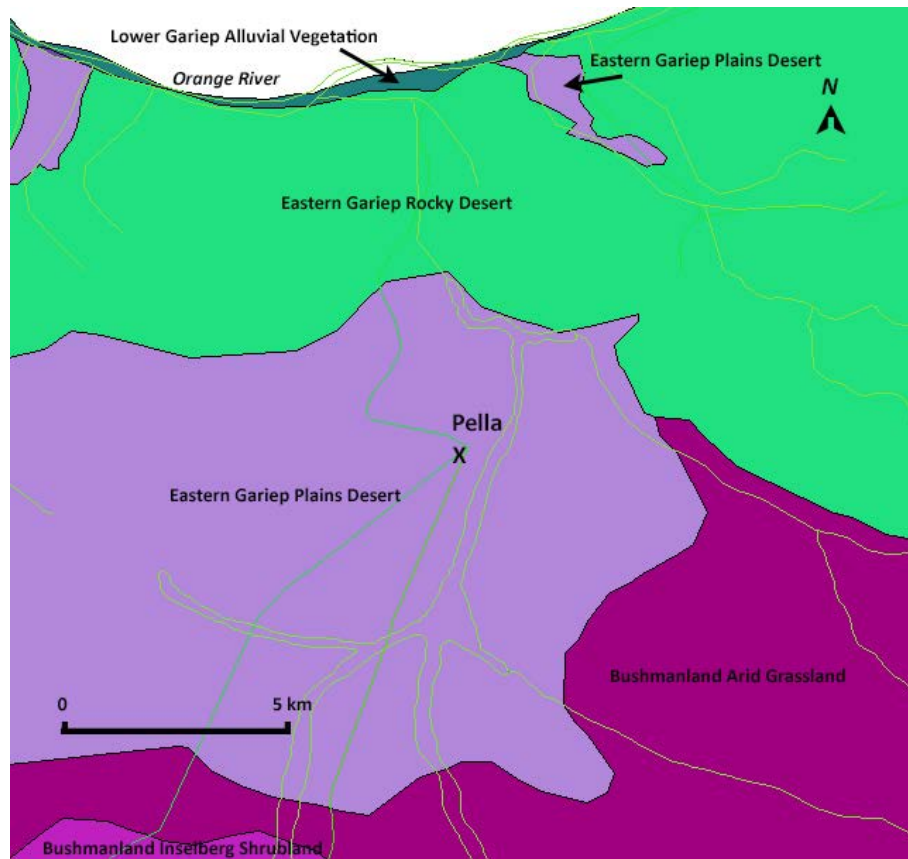 Lower Gariep Alluvial Vegetation
Eastern Gariep Plains Desert
Orange River
N
Eastern Gariep Rocky Desert
Pella
X
Eastern Gariep Plains Desert
Bushmanland Arid Grassland
0 5 km
Bushmanland Inselberg Shrubland